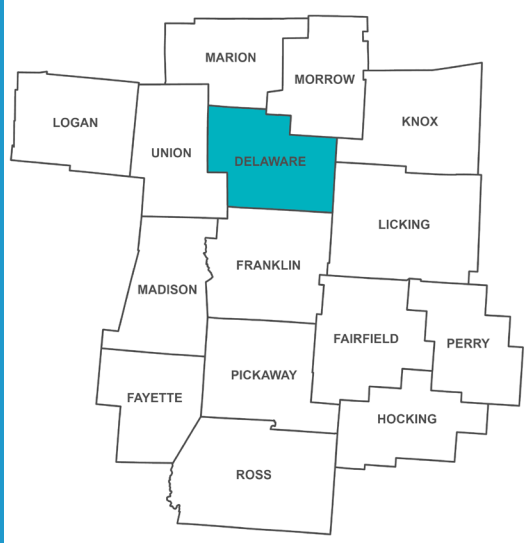 MARION
MORROW
LOGAN
KNOX
UNION
DELAWARE
LICKING
FRANKLIN
MADISON
FAIRFIELD
PERRY
PICKAWAY
FAYETTE
HOCKING
ROSS